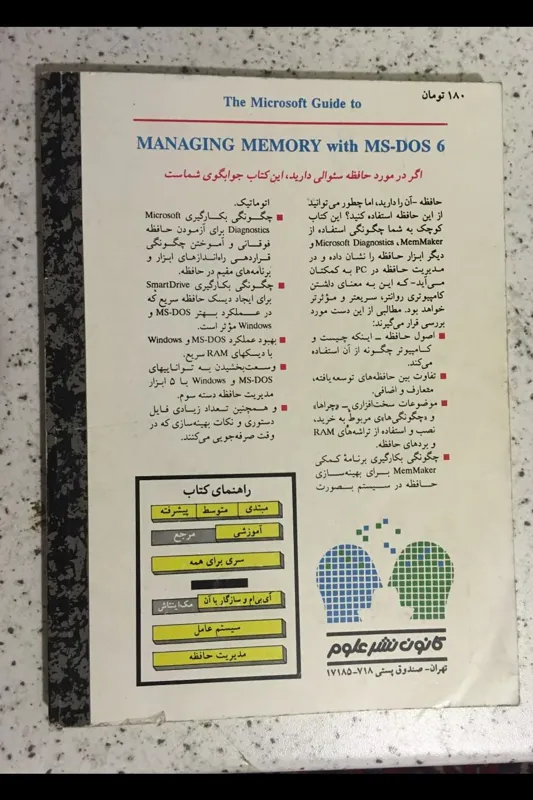 ۱۸۰ تومان
The Microsoft Guide to
MANAGING MEMORY with MS-DOS 6
اگر در مورد حافظه سئوالی دارید، این کتاب جوابگوی شماست
حافظه -آن را دارید، اما چطور می‌توانید
از این حافظه استفاده کنید؟ این کتاب
کوچک به شما چگونگی استفاده از
MemMaker، Microsoft Diagnostics و
دیگر ابزار حافظه را نشان داده و در
مدیریت حافظه در PC به کمکتان
می‌آید-که این به معنای داشتن
کامپیوتری روانتر، سریعتر و مؤثرتر
خواهد بود. مطالبی از این دست مورد
بررسی قرار می‌گیرند:
■ اصول حافظه - اینکه چیست و
کامپیوتر چگونه از آن استفاده
می‌کند.
■ تفاوت بین حافظه‌های توسعه یافته،
متعارف و اضافی.
■ موضوعات سخت‌افزاری - «چراها»
و «چگونگی‌ها»ی مربوط به خرید،
نصب و استفاده از تراشه‌های RAM
و بردهای حافظه.
■ چگونگی بکارگیری برنامهٔ کمکی
MemMaker برای بهینه‌سازی
حافظه در سیستم بصورت
اتوماتیک.
■ چگونگی بکارگیری Microsoft
Diagnostics برای آزمودن حافظه
فوقانی و آموختن چگونگی
قراردهی راه‌اندازهای ابزار و
برنامه‌های مقیم در حافظه.
■ چگونگی بکارگیری SmartDrive
برای ایجاد دیسک حافظه سریع که
در عملکرد بهتر MS-DOS و
Windows مؤثر است.
■ بهبود عملکرد MS-DOS و Windows
با دیسکهای RAM سریع.
■ وسعت‌بخشیدن به تواناییهای
MS-DOS و Windows با ۵ ابزار
مدیریت حافظه دسته سوم.
■ و همچنین تعداد زیادی فایل
دستوری و نکات بهینه‌سازی که در
وقت صرفه‌جویی می‌کنند.
راهنمای کتاب
مبتدی متوسط پیشرفته
آموزشی مرجع
سری برای همه
آی‌بی‌ام و سازگار با آن مک‌اینتاش
سیستم عامل
مدیریت حافظه
کانون نشر علوم
تهران - صندوق پستی ۷۱۸-۱۷۱۸۵